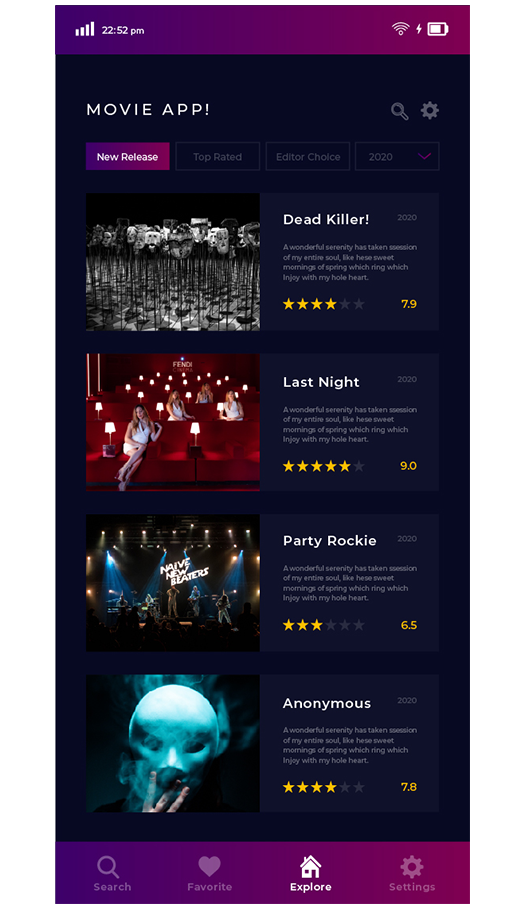 22:52 pm
MOVIE APP!
New Release
Top Rated
Editor Choice
2020
Dead Killer!
2020
A wonderful serenity has taken ssession
of my entire soul, like hese sweet
mornings of spring which ring which
Injoy with my hole heart.
7.9
FENDI
Last Night
2020
A wonderful serenity has taken ssession
of my entire soul, like hese sweet
mornings of spring which ring which
Injoy with my hole heart.
9.0
NAIVE
NEW
BEATERS
Party Rockie
2020
A wonderful serenity has taken ssession
of my entire soul, like hese sweet
mornings of spring which ring which
Injoy with my hole heart.
6.5
Anonymous
2020
A wonderful serenity has taken ssession
of my entire soul, like hese sweet
mornings of spring which ring which
Injoy with my hole heart.
7.8
Search
Favorite
Explore
Settings